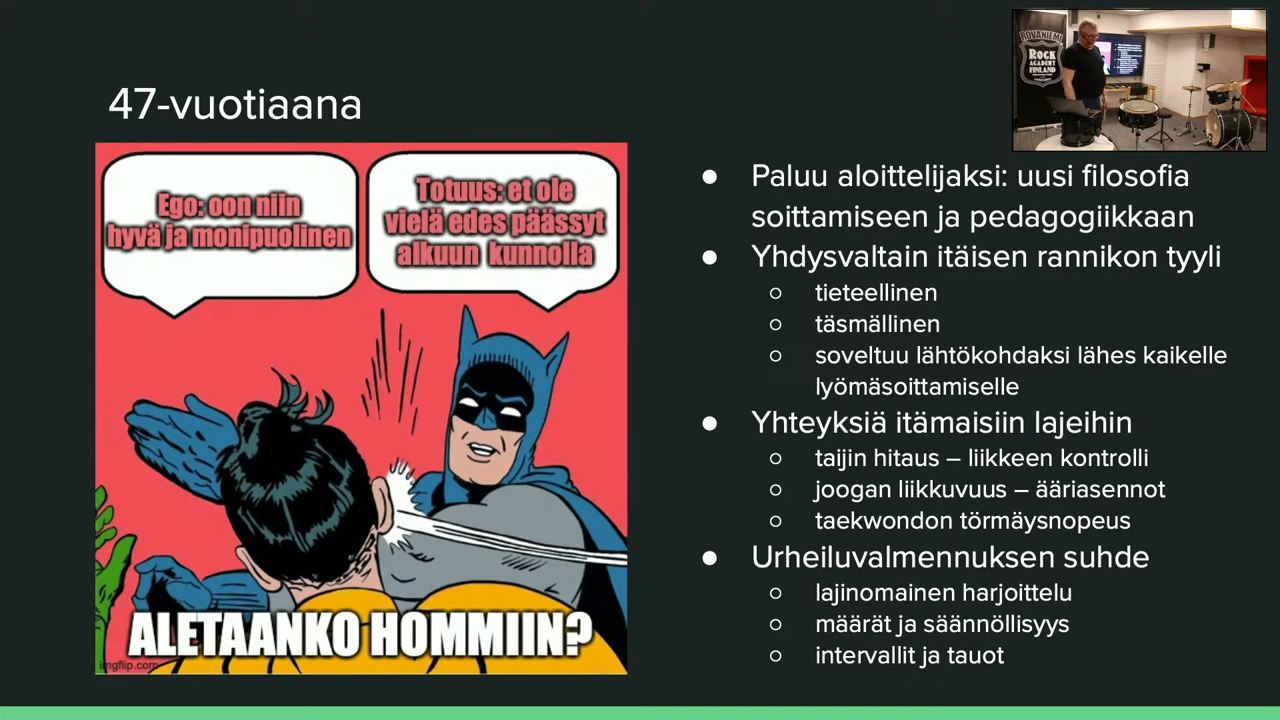 47-vuotiaana
Ego: oon niin
hyvä ja monipuolinen
Totuus: et ole
vielä edes päässyt
alkuun kunnolla
ALETAANKO HOMMIIN?
imgflip.com
● Paluu aloittelijaksi: uusi filosofia
soittamiseen ja pedagogiikkaan
● Yhdysvaltain itäisen rannikon tyyli
○ tieteellinen
○ täsmällinen
○ soveltuu lähtökohdaksi lähes kaikelle
lyömäsoittamiselle
● Yhteyksiä itämaisiin lajeihin
○ taijin hitaus – liikkeen kontrolli
○ joogan liikkuvuus – ääriasennot
○ taekwondon törmäysnopeus
● Urheiluvalmennuksen suhde
○ lajinomainen harjoittelu
○ määrät ja säännöllisyys
○ intervallit ja tauot
ROVANIEMI
ROCK
ACADEMY
FINLAND